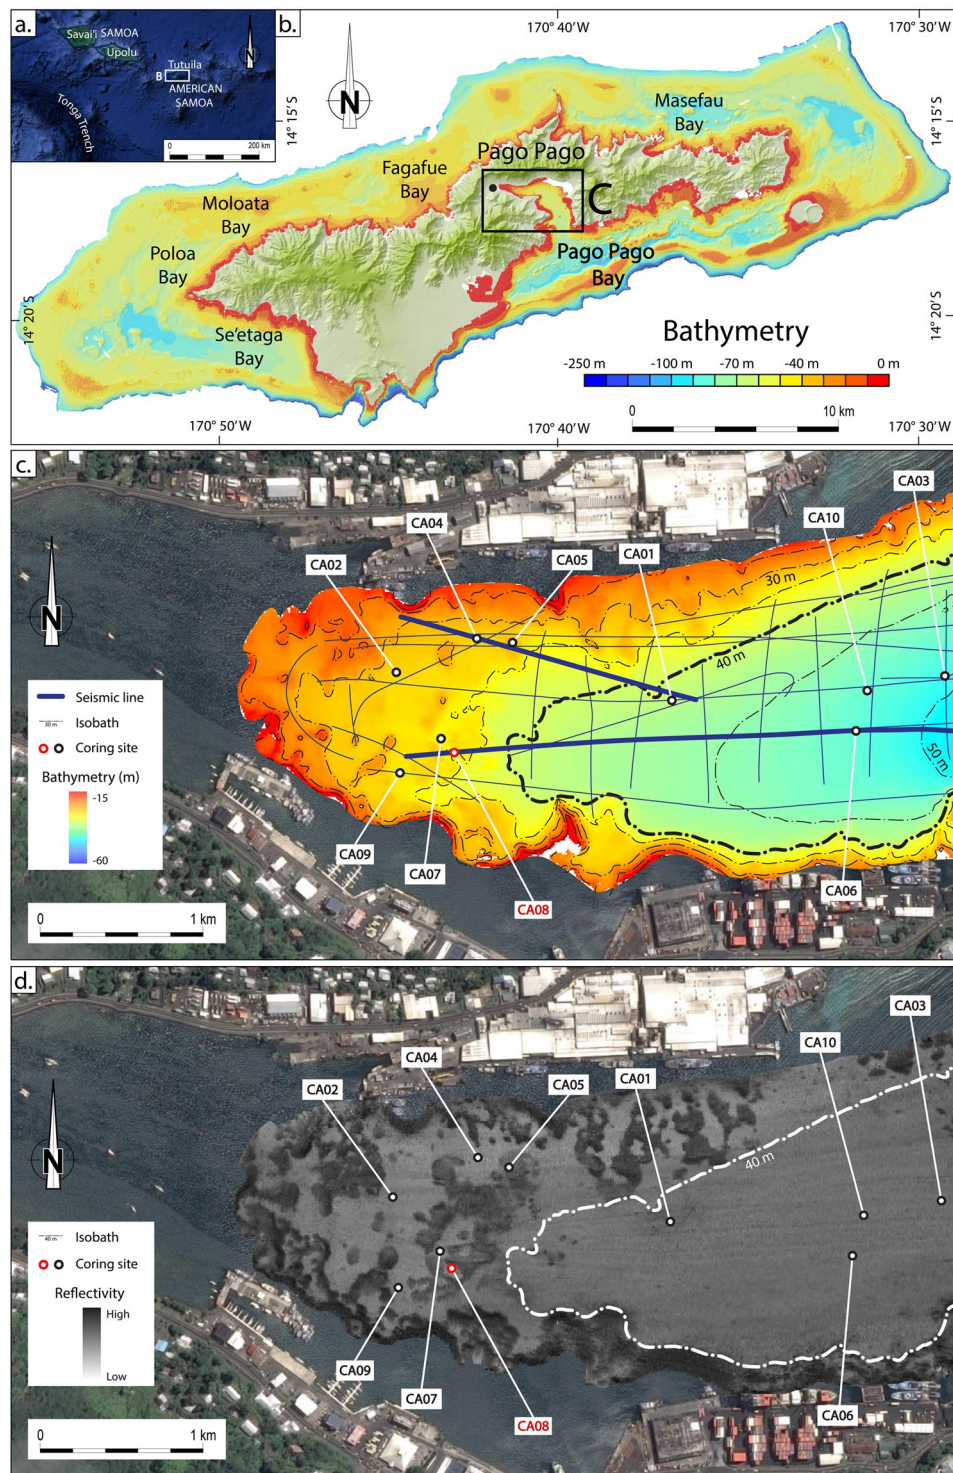 a.
Savai'i SAMOA
Upolu
Tutuila
B
AMERICAN
SAMOA
Tonga Trench
N
0 200 km
b.
170° 40' W
170° 30' W
14° 15' S
14° 15' S
N
Masefau
Bay
Pago Pago
Fagafue
Bay
C
Moloata
Bay
Poloa
Bay
Pago Pago
Bay
14° 20' S
14° 20' S
Se'etaga
Bay
Bathymetry
-250 m -100 m -70 m -40 m 0 m
0 10 km
170° 50' W
170° 40' W
170° 30' W
c.
CA03
CA04
CA10
CA05
CA01
CA02
N
30 m
40 m
50 m
Seismic line
30 m
Isobath
Coring site
Bathymetry (m)
-15
-60
CA09
CA07
CA06
CA08
0 1 km
d.
CA03
CA04
CA10
CA05
CA01
CA02
N
40 m
40 m
Isobath
Coring site
Reflectivity
High
Low
CA09
CA07
CA06
CA08
0 1 km